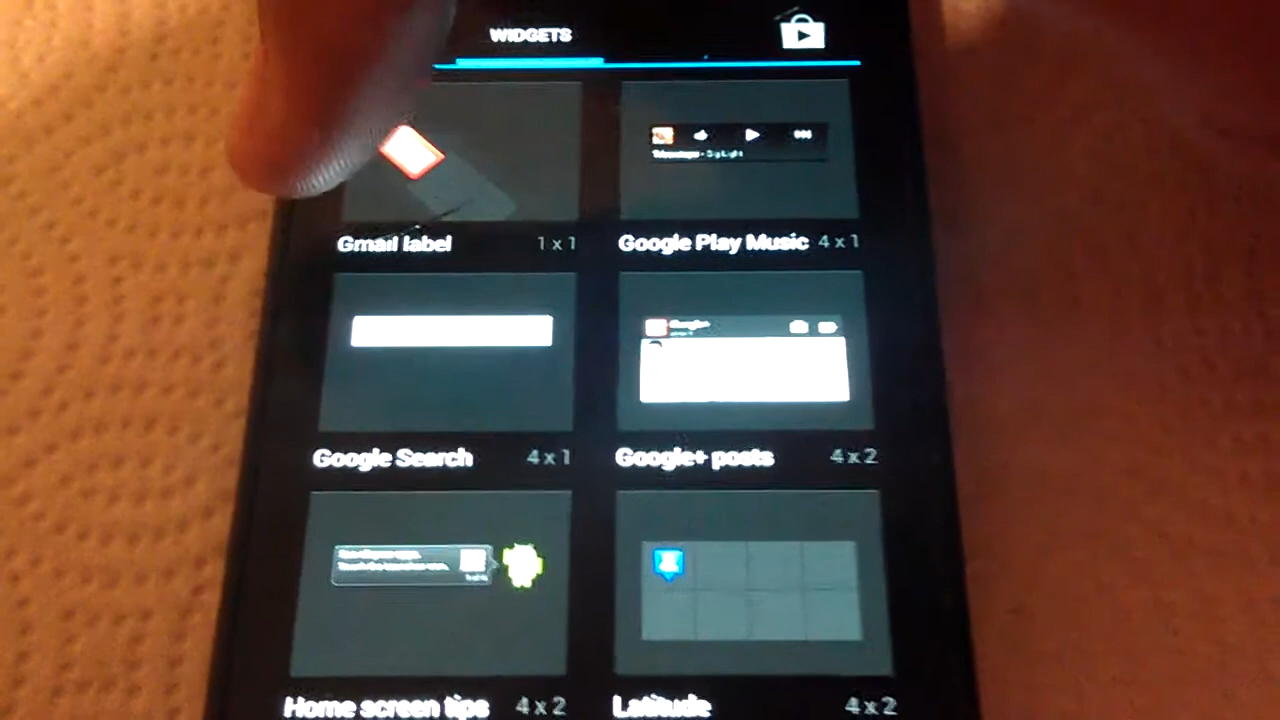 WIDGETS
Gmail label 1 x 1
Google Play Music 4 x 1
Google Search 4 x 1
Google+ posts 4 x 2
Home screen tips 4 x 2
Latitude 4 x 2